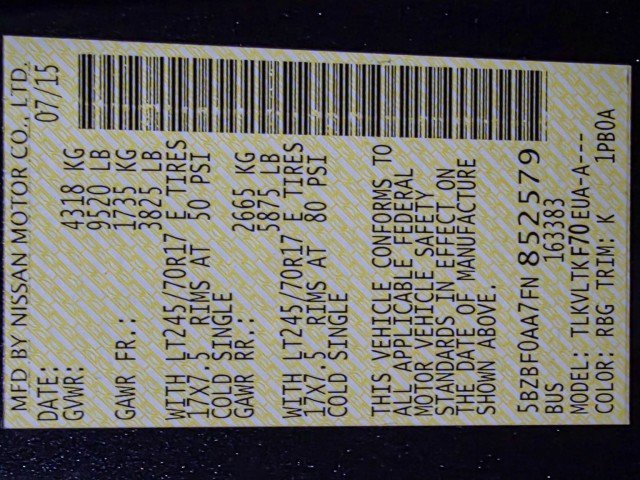 MFD BY NISSAN MOTOR CO., LTD.
DATE: 07/15
GVWR: 4318 KG
9520 LB
GAWR FR.: 1735 KG
3825 LB
WITH LT245/70R17 E TIRES
17X7.5 RIMS AT 50 PSI
COLD SINGLE
GAWR RR.: 2665 KG
5875 LB
WITH LT245/70R17 E TIRES
17X7.5 RIMS AT 80 PSI
COLD SINGLE
THIS VEHICLE CONFORMS TO
ALL APPLICABLE FEDERAL
MOTOR VEHICLE SAFETY
STANDARDS IN EFFECT ON
THE DATE OF MANUFACTURE
SHOWN ABOVE.
5BZBF0AA7FN852579
BUS 163383
MODEL: TLKVLTKF70EUA-A---
COLOR: RBG TRIM: K 1PB0A